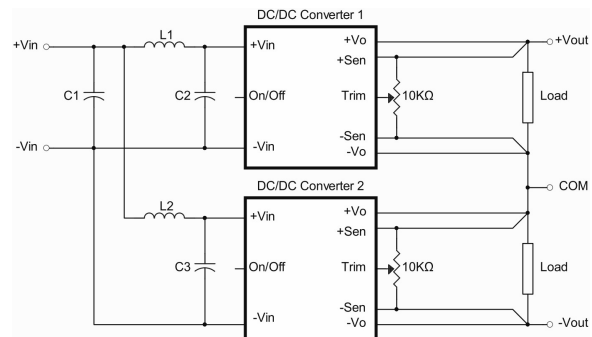 DC/DC Converter 1
+Vin
L1
+Vin
+Vo
+Vout
+Sen
C1
C2
On/Off
Trim
10KΩ
Load
-Sen
-Vin
-Vin
-Vo
DC/DC Converter 2
COM
L2
+Vin
+Vo
+Sen
C3
On/Off
Trim
10KΩ
Load
-Sen
-Vin
-Vo
-Vout